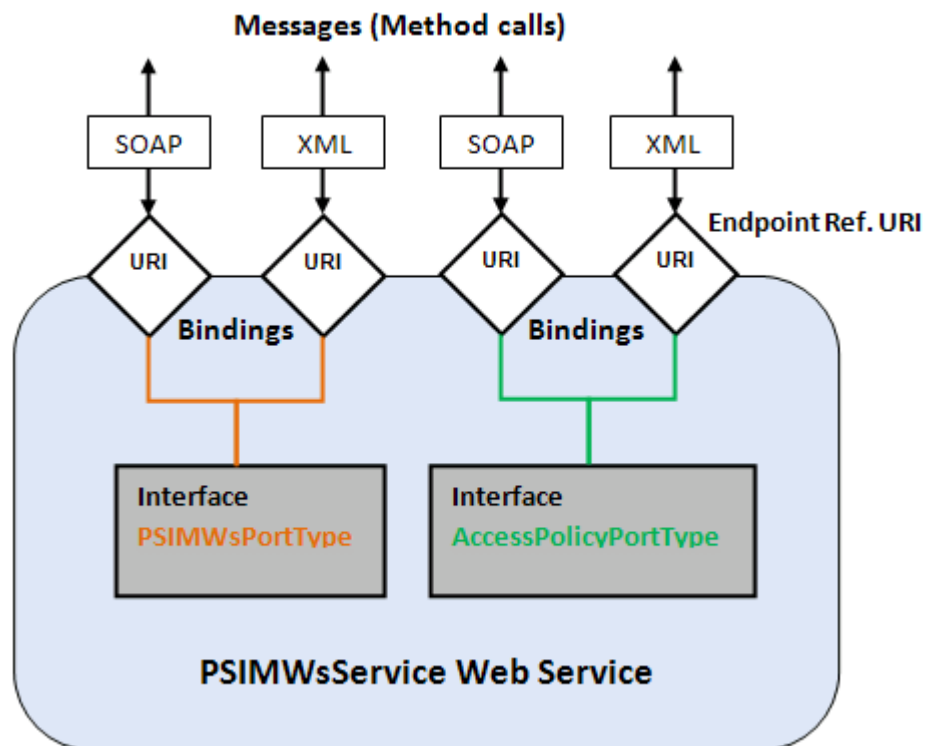 Messages (Method calls)
SOAP
XML
SOAP
XML
Endpoint Ref. URI
URI
URI
URI
URI
Bindings
Bindings
Interface
PSIMWsPortType
Interface
AccessPolicyPortType
PSIMWsService Web Service